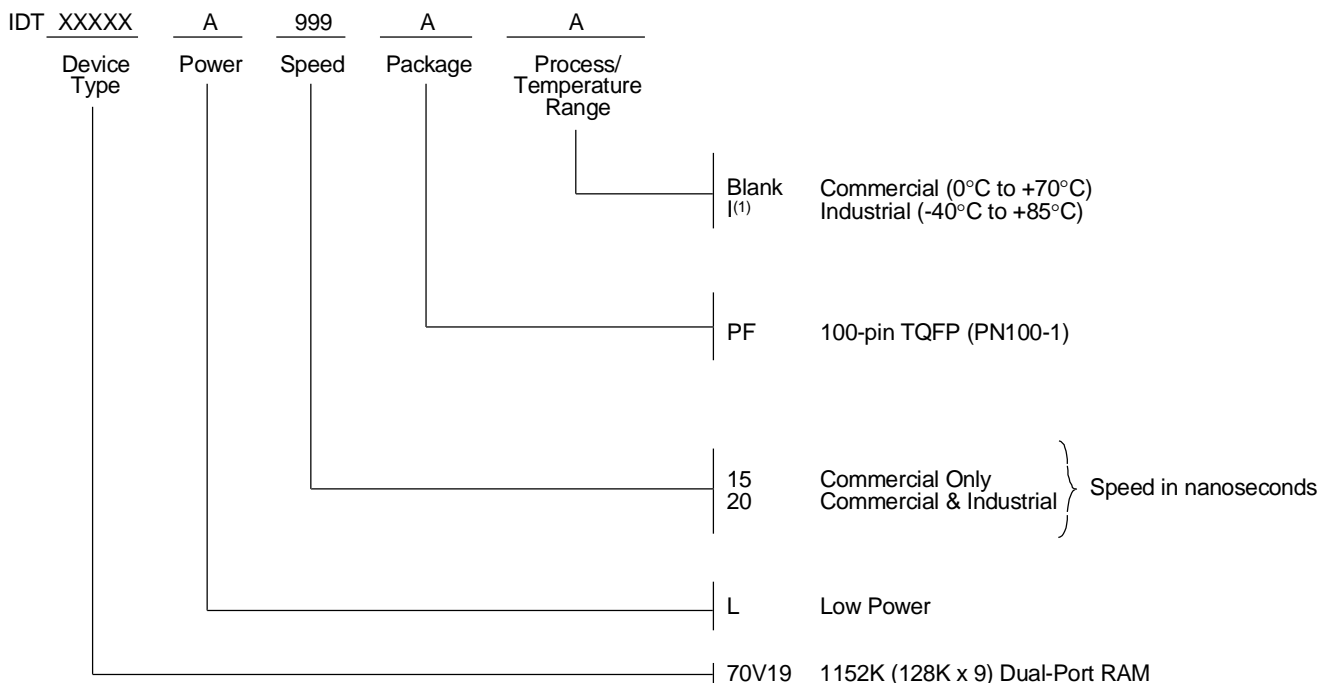 IDT XXXXX A 999 A A
Device Type Power Speed Package Process/ Temperature Range
Blank Commercial (0°C to +70°C)
I(1) Industrial (-40°C to +85°C)
PF 100-pin TQFP (PN100-1)
15 Commercial Only
20 Commercial & Industrial
Speed in nanoseconds
L Low Power
70V19 1152K (128K x 9) Dual-Port RAM